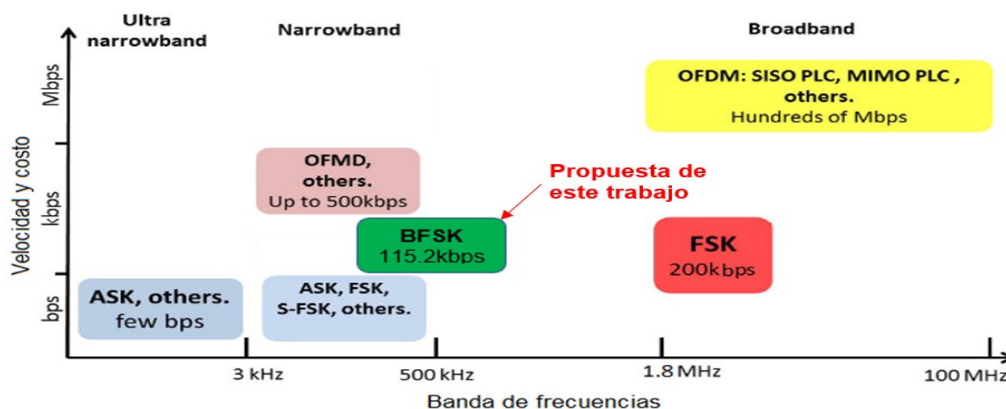 Ultra
narrowband
Narrowband
Broadband
Velocidad y costo
Mbps
kbps
bps
OFDM: SISO PLC, MIMO PLC ,
others.
Hundreds of Mbps
OFMD,
others.
Up to 500kbps
Propuesta de
este trabajo
BFSK
115.2kbps
FSK
200kbps
ASK, others.
few bps
ASK, FSK,
S-FSK, others.
3 kHz
500 kHz
1.8 MHz
100 MHz
Banda de frecuencias